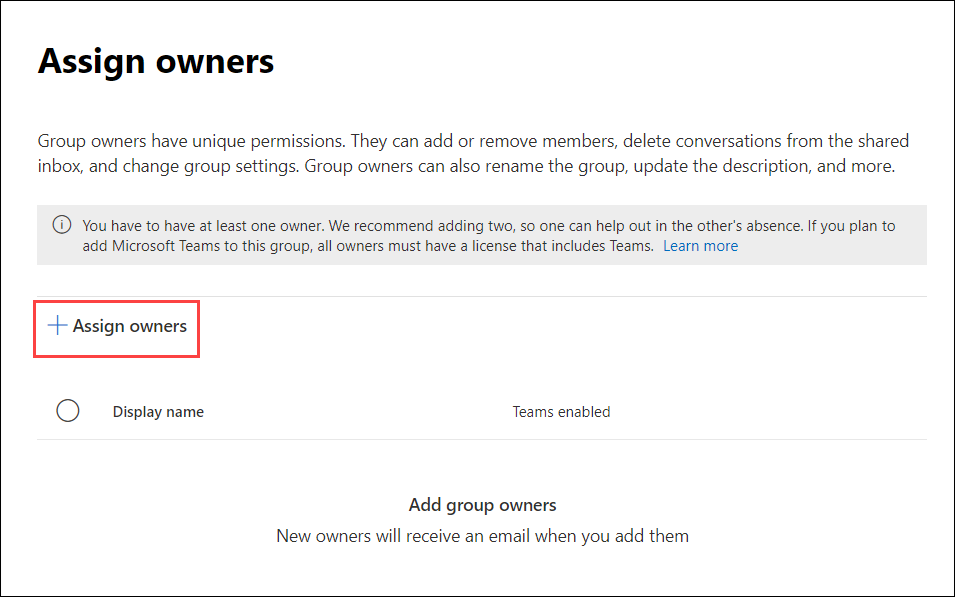 Assign owners
Group owners have unique permissions. They can add or remove members, delete conversations from the shared
inbox, and change group settings. Group owners can also rename the group, update the description, and more.
You have to have at least one owner. We recommend adding two, so one can help out in the other's absence. If you plan to
add Microsoft Teams to this group, all owners must have a license that includes Teams. Learn more
Assign owners
Display name Teams enabled
Add group owners
New owners will receive an email when you add them